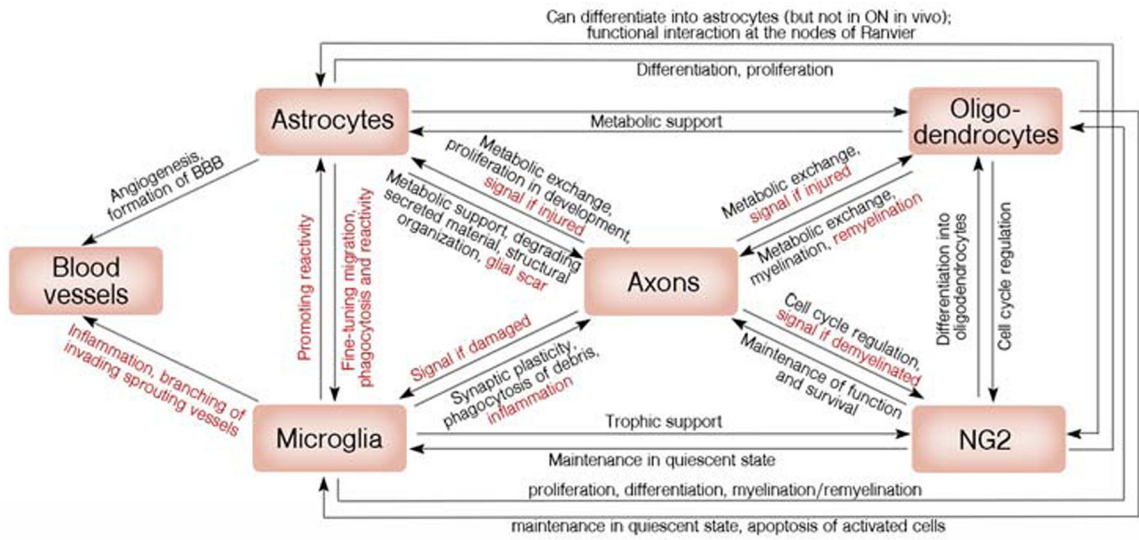 Can differentiate into astrocytes (but not in ON in vivo);
functional interaction at the nodes of Ranvier
Differentiation, proliferation
Astrocytes
Oligo-
dendrocytes
Metabolic support
Angiogenesis,
formation of BBB
Metabolic exchange,
proliferation in development,
signal if injured
Metabolic support, degrading
secreted material, structural
organization, glial scar
Metabolic exchange,
signal if injured
Metabolic exchange,
myelination, remyelination
Blood
vessels
Promoting reactivity
Fine-tuning migration,
phagocytosis and reactivity
Axons
Differentiation into
oligodendrocytes
Cell cycle regulation
Inflammation, branching of
invading sprouting vessels
Signal if damaged
Synaptic plasticity,
phagocytosis of debris,
inflammation
Cell cycle regulation,
signal if demyelinated
Maintenance of function
and survival
Microglia
Trophic support
NG2
Maintenance in quiescent state
proliferation, differentiation, myelination/remyelination
maintenance in quiescent state, apoptosis of activated cells